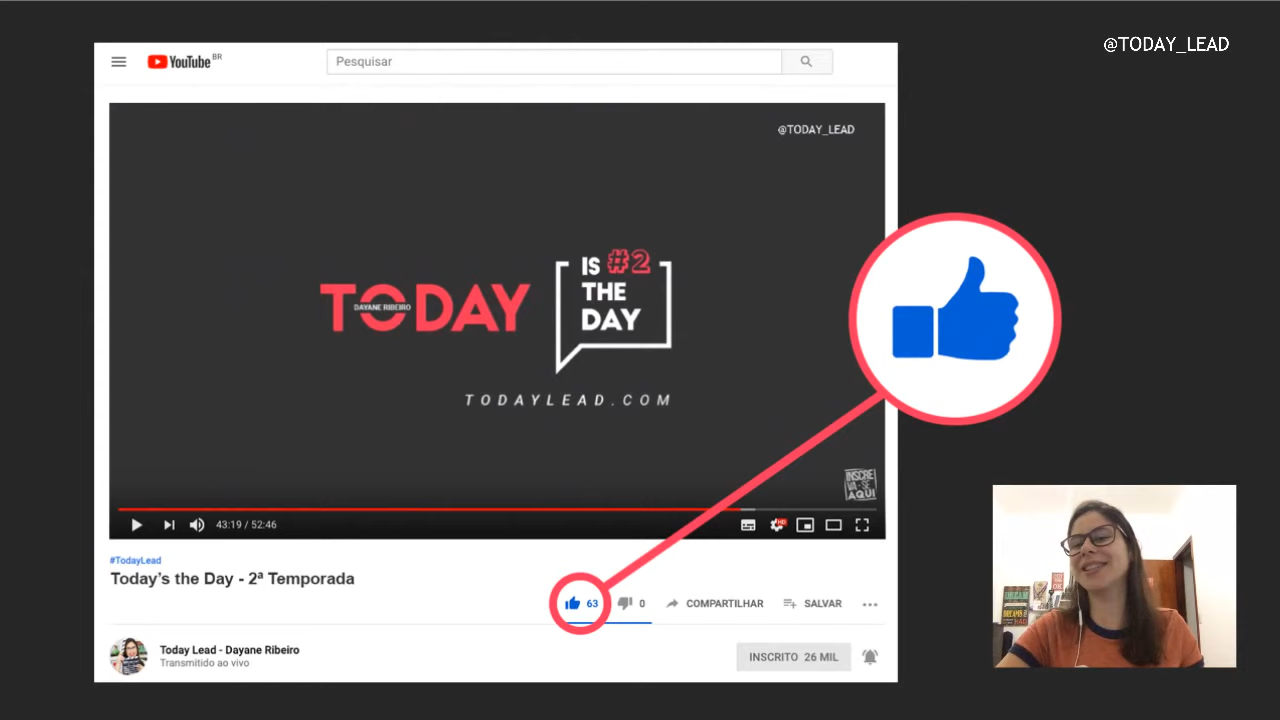 @TODAY_LEAD
YouTube BR
Pesquisar
@TODAY_LEAD
TODAY
DAYANE RIBEIRO
IS #2
THE
DAY
TODAYLEAD.COM
INSCRE
VA-SE
AQUI
43:19 / 52:46
HD
#TodayLead
Today's the Day - 2ª Temporada
63 0 COMPARTILHAR SALVAR
Today Lead - Dayane Ribeiro
Transmitido ao vivo
INSCRITO 26 MIL
DREAM